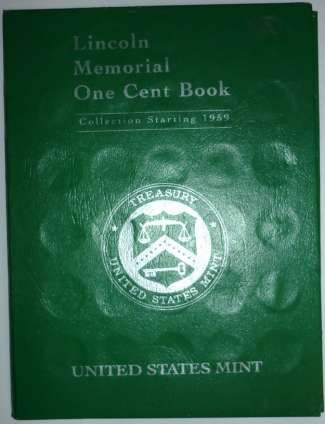 Lincoln
Memorial
One Cent Book
Collection Starting 1959
TREASURY
UNITED STATES MINT
UNITED STATES MINT